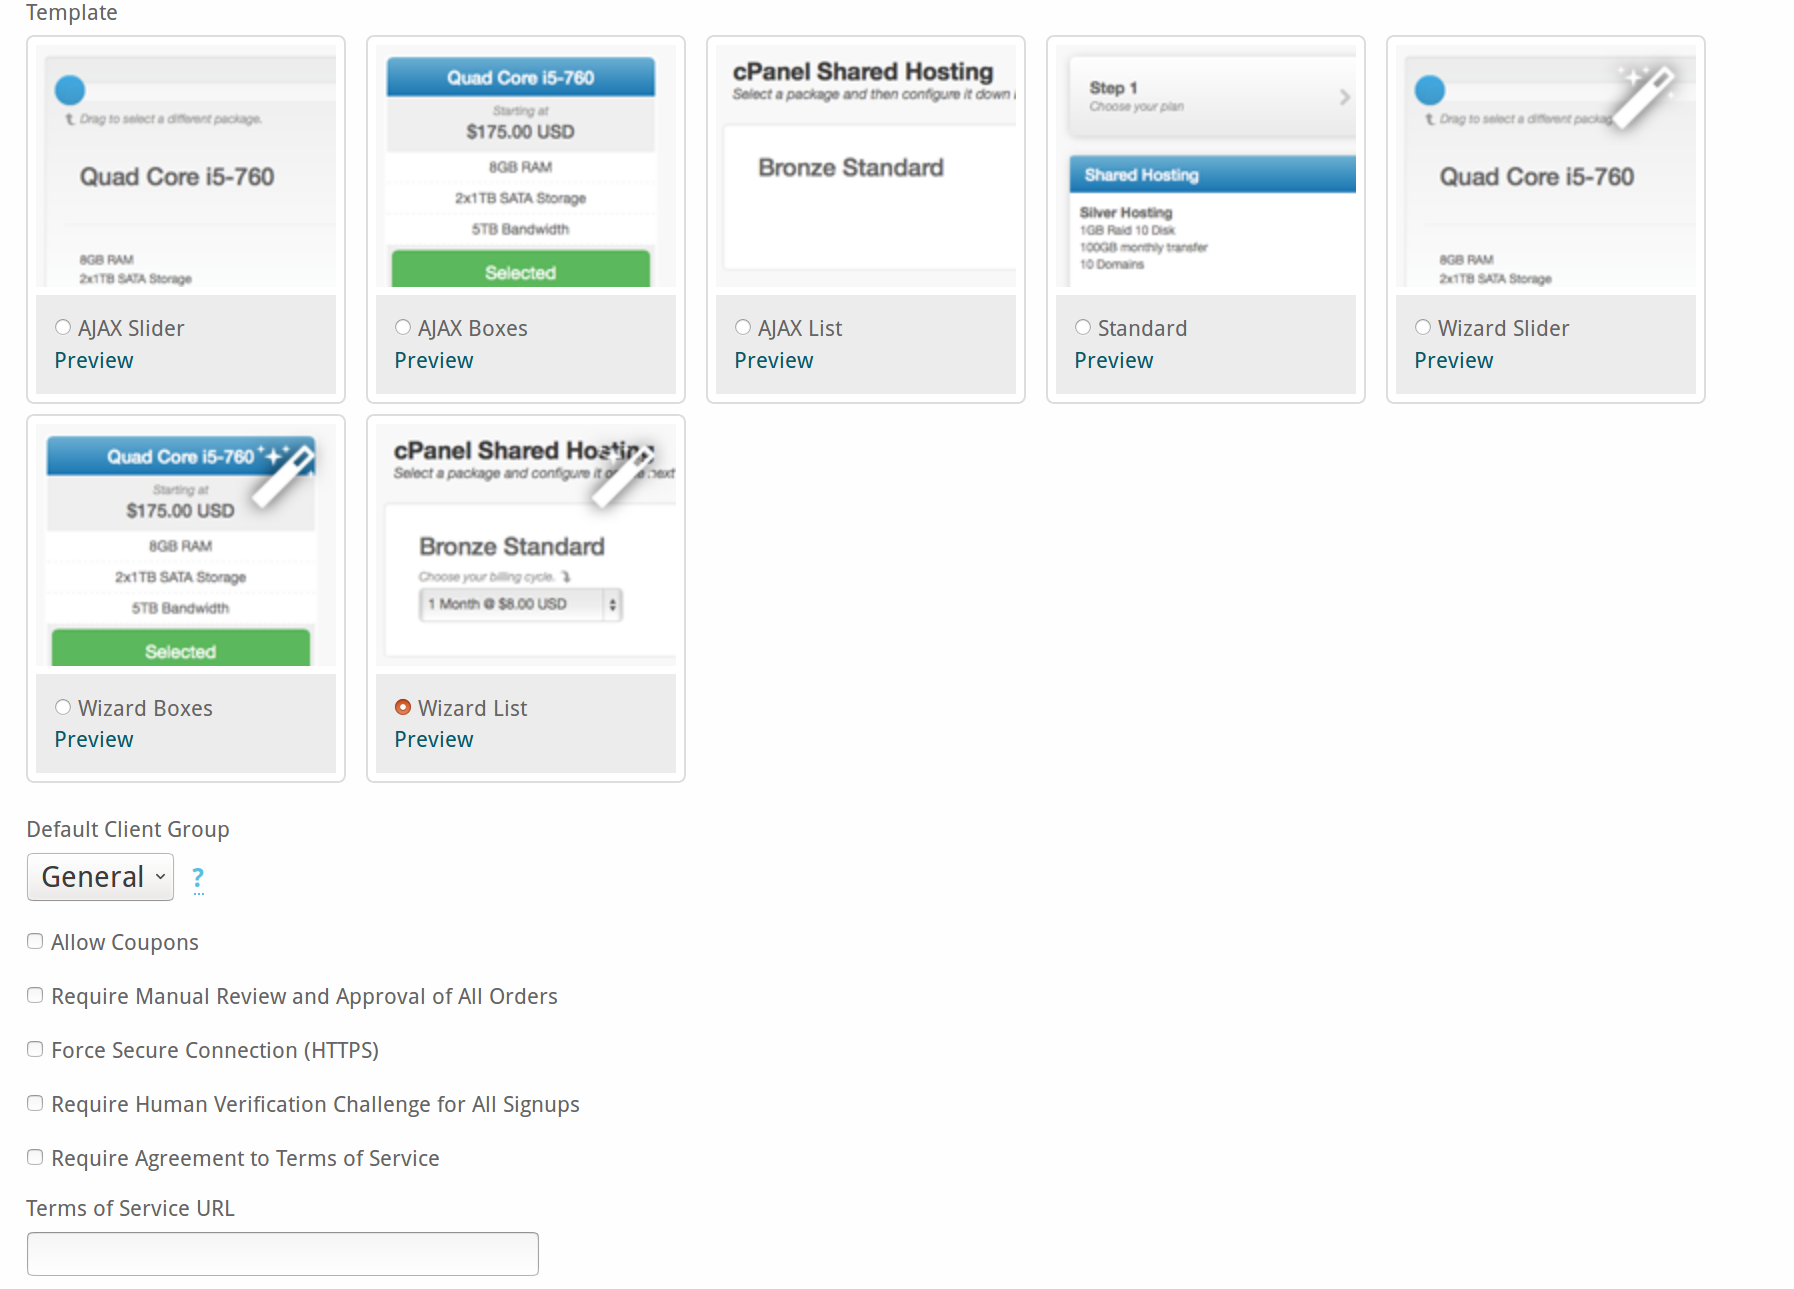 Template
Drag to select a different package.
Quad Core i5-760
8GB RAM
2x1TB SATA Storage
AJAX Slider
Preview
Quad Core i5-760
Starting at
$175.00 USD
8GB RAM
2x1TB SATA Storage
5TB Bandwidth
Selected
AJAX Boxes
Preview
cPanel Shared Hosting
Select a package and then configure it down
Bronze Standard
AJAX List
Preview
Step 1
Choose your plan
Shared Hosting
Silver Hosting
1GB Raid 10 Disk
100GB monthly transfer
10 Domains
Standard
Preview
Drag to select a different packag
Quad Core i5-760
8GB RAM
2x1TB SATA Storage
Wizard Slider
Preview
Quad Core i5-760
Starting at
$175.00 USD
8GB RAM
2x1TB SATA Storage
5TB Bandwidth
Selected
Wizard Boxes
Preview
cPanel Shared Hosting
Select a package and configure it next
Bronze Standard
Choose your billing cycle.
1 Month @ $8.00 USD
Wizard List
Preview
Default Client Group
General ?
Allow Coupons
Require Manual Review and Approval of All Orders
Force Secure Connection (HTTPS)
Require Human Verification Challenge for All Signups
Require Agreement to Terms of Service
Terms of Service URL